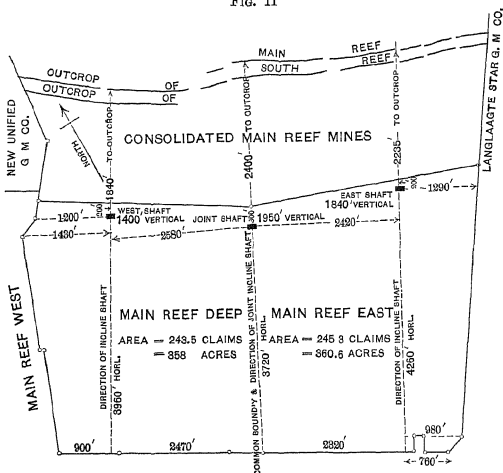 FIG. 11
MAIN REEF
SOUTH REEF
OUTCROP OF
OUTCROP OF
NEW UNIFIED
G M CO.
LANGLAAGTE STAR G. M CO.
NORTH
CONSOLIDATED MAIN REEF MINES
1840' TO OUTCROP
2400' TO OUTCROP
2235' TO OUTCROP
200'
1290'
EAST SHAFT
1840' VERTICAL
1200'
WEST SHAFT
1400 VERTICAL
JOINT SHAFT
1950' VERTICAL
1430'
2580'
2420'
MAIN REEF WEST
MAIN REEF DEEP
AREA = 243.5 CLAIMS
= 358 ACRES
MAIN REEF EAST
AREA = 245 3 CLAIMS
= 360.6 ACRES
DIRECTION OF INCLINE SHAFT
3960' HORL.
COMMON BOUND'Y & DIRECTION OF JOINT INCLINE SHAFT
3720' HORL.
DIRECTION OF INCLINE SHAFT
4260' HORL.
900'
2470'
2320'
980'
760'